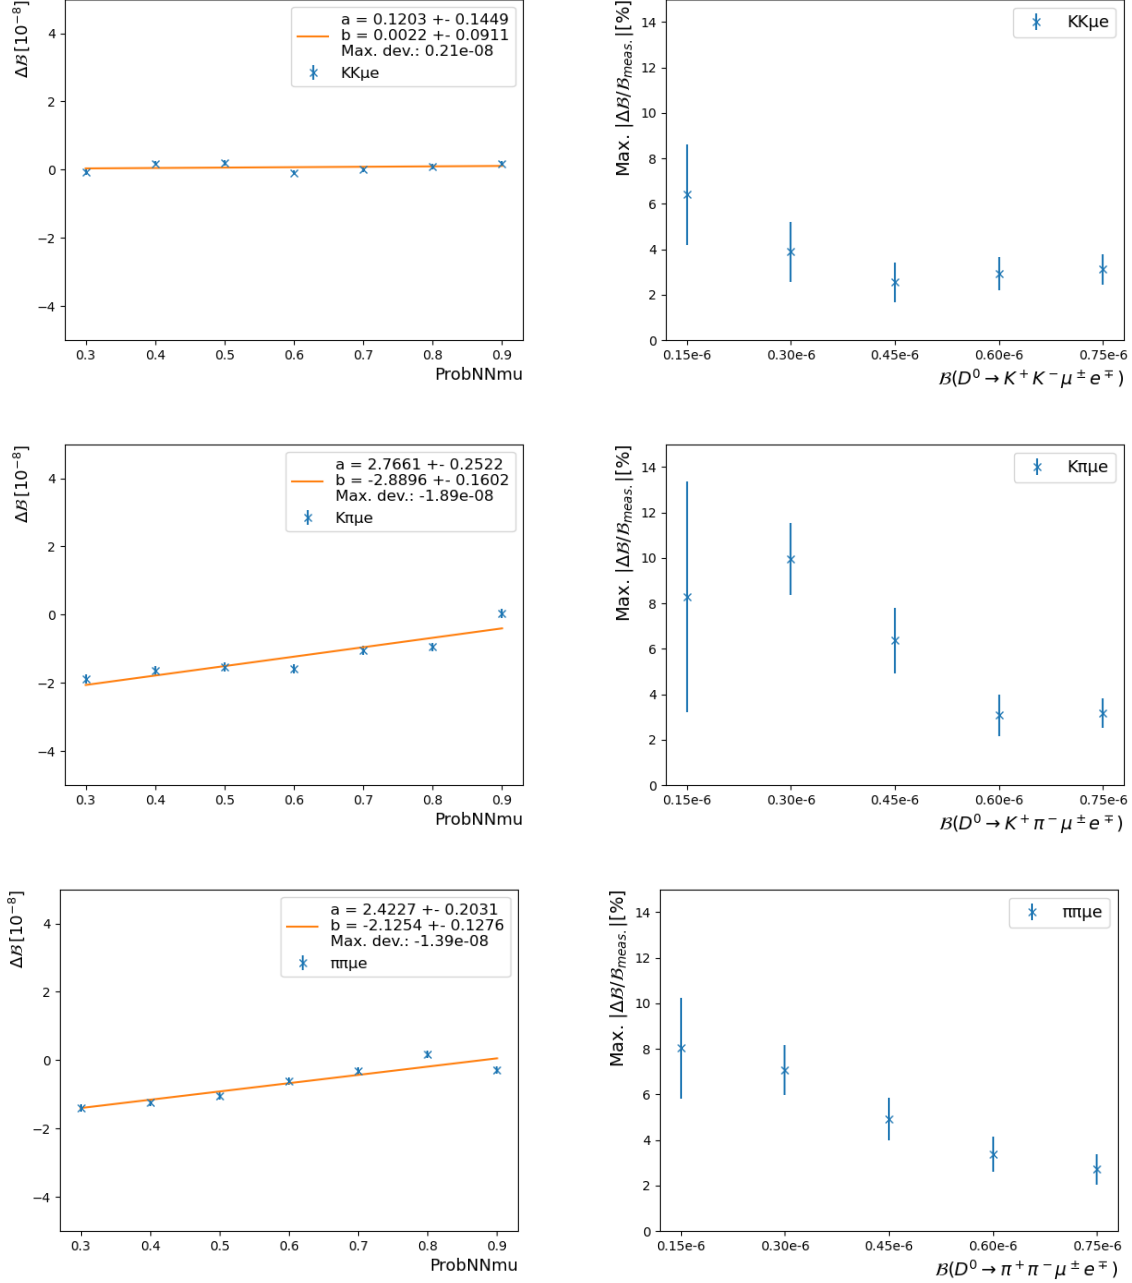 ΔB [10⁻⁸]
a = 0.1203 +- 0.1449
b = 0.0022 +- 0.0911
Max. dev.: 0.21e-08
KKμe
4
2
0
−2
−4
0.3 0.4 0.5 0.6 0.7 0.8 0.9
ProbNNmu
Max. |ΔB/B_meas.|[%]
KKμe
14
12
10
8
6
4
2
0
0.15e-6 0.30e-6 0.45e-6 0.60e-6 0.75e-6
B(D⁰ → K⁺K⁻μ±e∓)
ΔB [10⁻⁸]
a = 2.7661 +- 0.2522
b = -2.8896 +- 0.1602
Max. dev.: -1.89e-08
Kπμe
4
2
0
−2
−4
0.3 0.4 0.5 0.6 0.7 0.8 0.9
ProbNNmu
Max. |ΔB/B_meas.|[%]
Kπμe
14
12
10
8
6
4
2
0
0.15e-6 0.30e-6 0.45e-6 0.60e-6 0.75e-6
B(D⁰ → K⁺π⁻μ±e∓)
ΔB [10⁻⁸]
a = 2.4227 +- 0.2031
b = -2.1254 +- 0.1276
Max. dev.: -1.39e-08
ππμe
4
2
0
−2
−4
0.3 0.4 0.5 0.6 0.7 0.8 0.9
ProbNNmu
Max. |ΔB/B_meas.|[%]
ππμe
14
12
10
8
6
4
2
0
0.15e-6 0.30e-6 0.45e-6 0.60e-6 0.75e-6
B(D⁰ → π⁺π⁻μ±e∓)